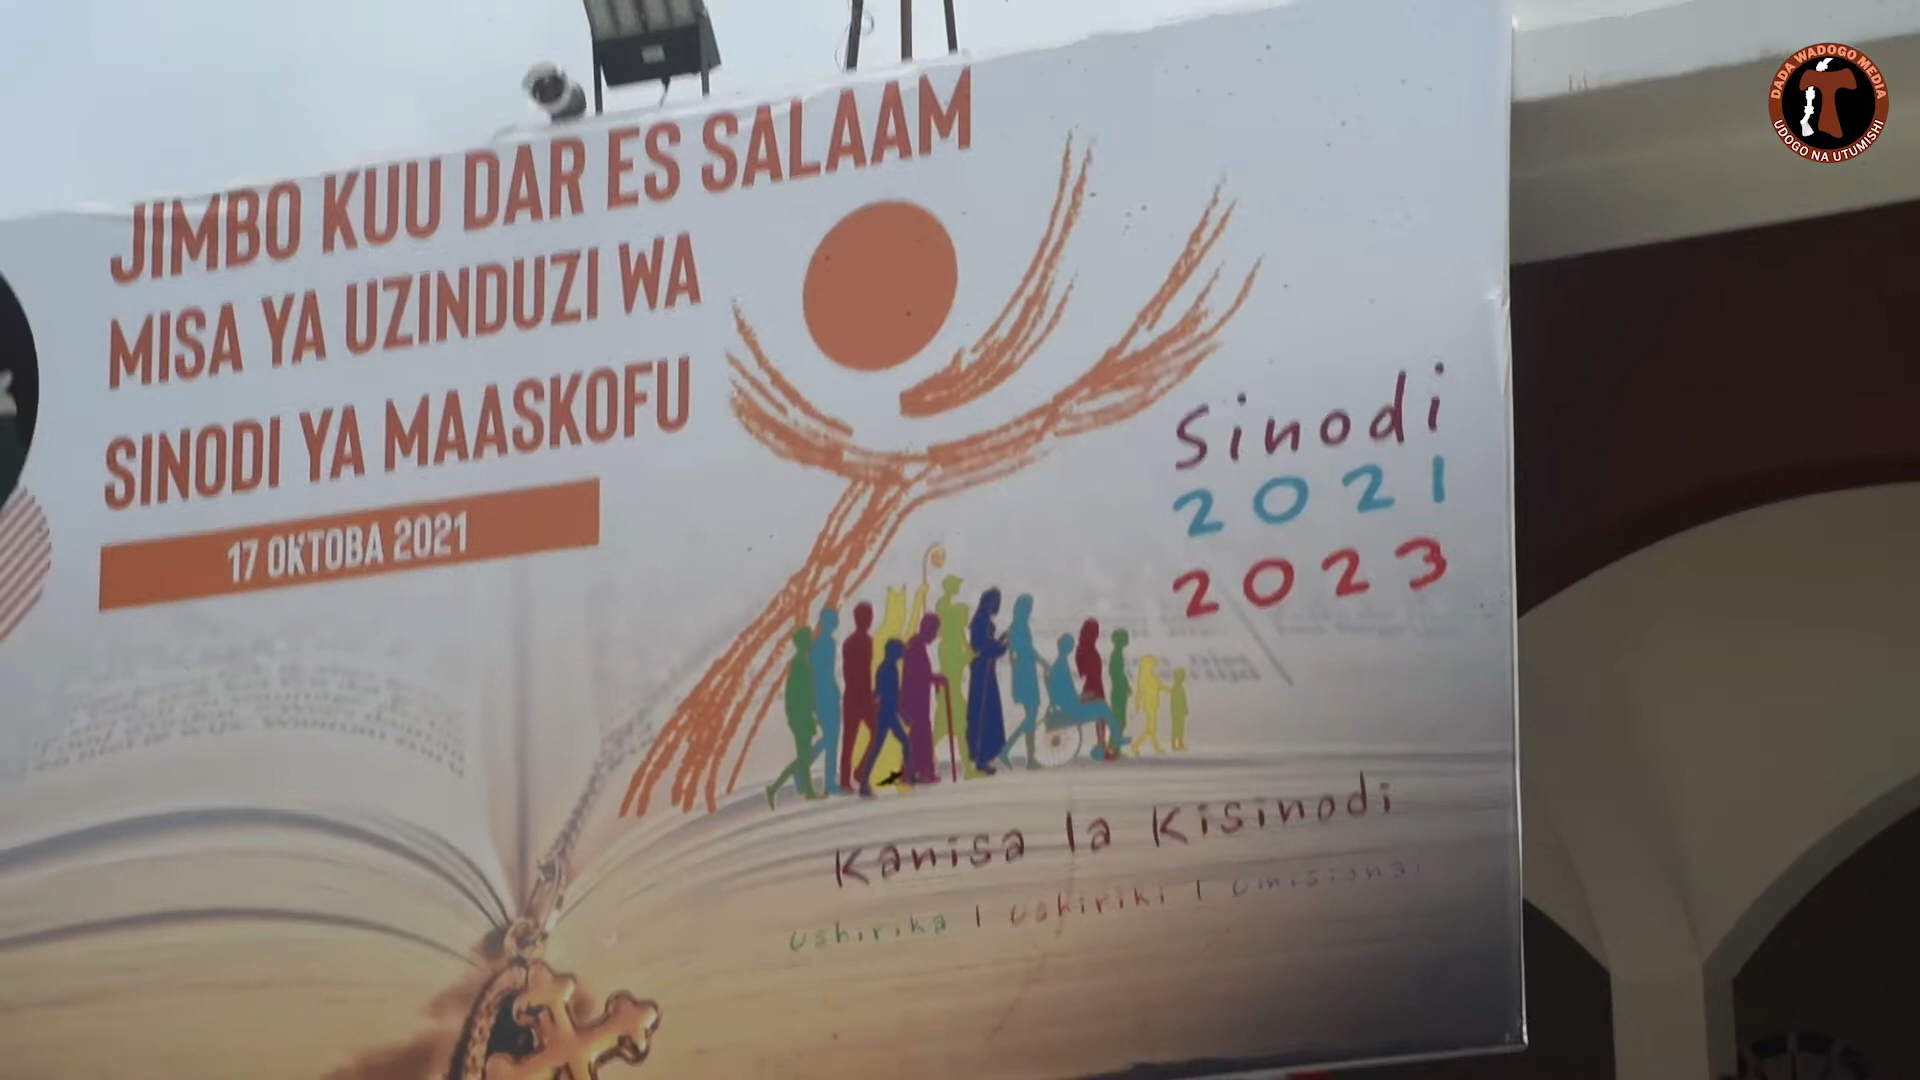 JIMBO KUU DAR ES SALAAM
MISA YA UZINDUZI WA
SINODI YA MAASKOFU
17 OKTOBA 2021
Sinodi
2021
2023
Kanisa la Kisinodi
ushirika | ushiriki | umisionari
DADA WADOGO MEDIA
UDOGO NA UTUMISHI